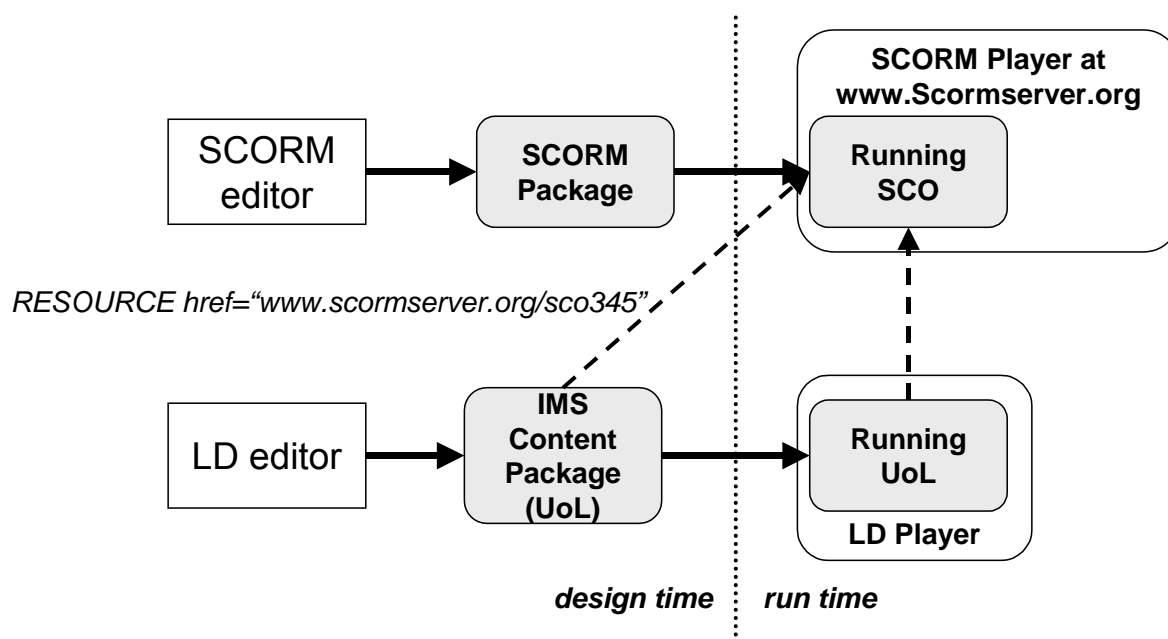 SCORM Player at
www.Scormserver.org
SCORM
editor
SCORM
Package
Running
SCO
RESOURCE href=“www.scormserver.org/sco345”
LD editor
IMS
Content
Package
(UoL)
Running
UoL
LD Player
design time
run time